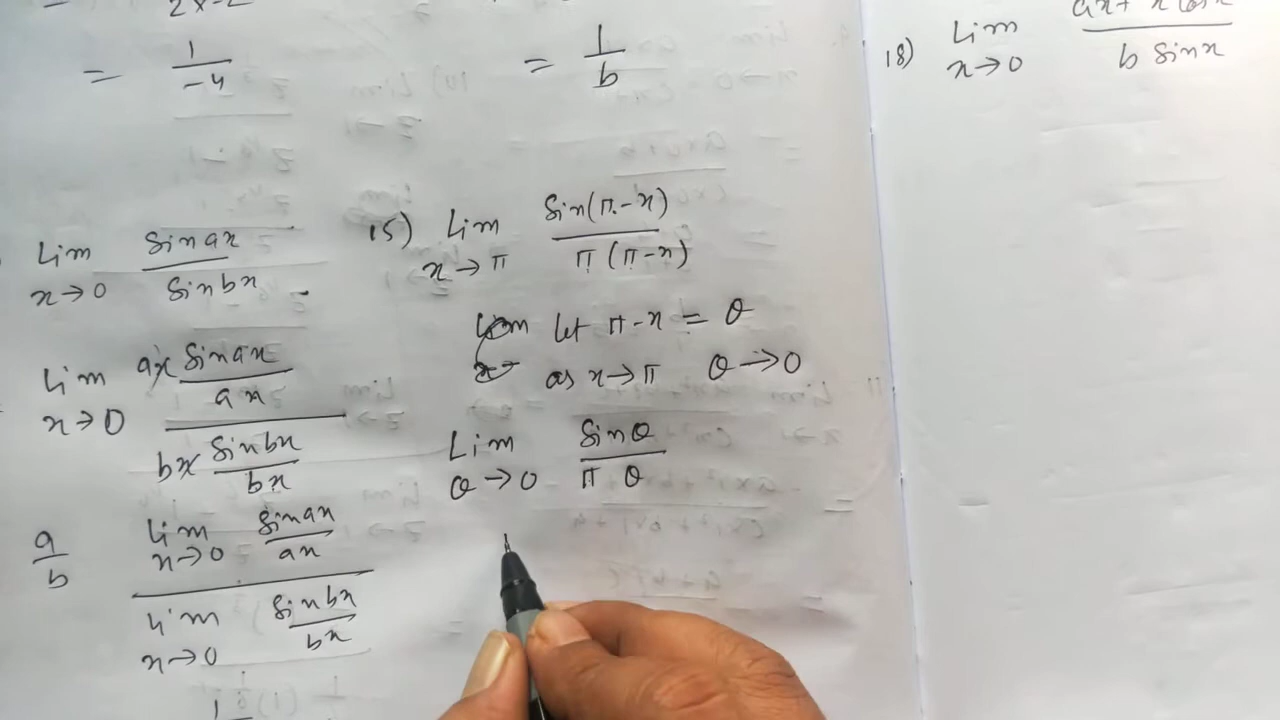 = 1/-4
Lim x→0 sin ax / sin bx
Lim x→0 (ax sin ax / ax) / (bx sin bx / bx)
a/b (Lim x→0 sin ax / ax) / (Lim x→0 sin bx / bx)
= 1/b
15) Lim x→π sin(π-x) / π(π-x)
let π-x = θ
as x→π θ→0
Lim θ→0 sin θ / π θ
18) Lim x→0 ax + x cos x / b sin x